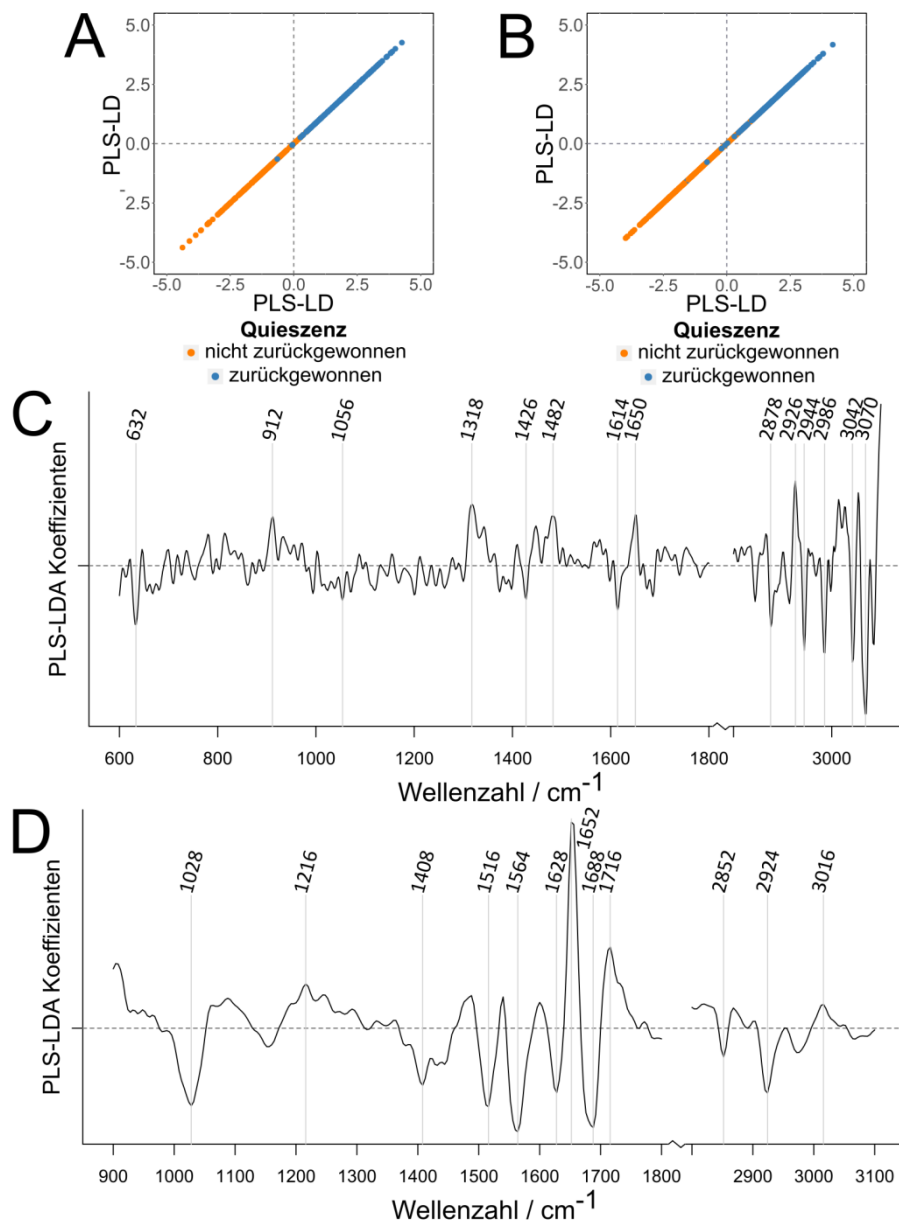 A
B
5.0
2.5
0.0
2.5
-5.0
PLS-LD
-5.0 -2.5 0.0 2.5 5.0
PLS-LD
Quieszenz
nicht zurückgewonnen
zurückgewonnen
5.0
2.5
0.0
2.5
-5.0
PLS-LD
-5.0 -2.5 0.0 2.5 5.0
PLS-LD
Quieszenz
nicht zurückgewonnen
zurückgewonnen
C
632 912 1056 1318 1426 1482 1614 1650 2878 2926 2944 2986 3042 3070
PLS-LDA Koeffizienten
600 800 1000 1200 1400 1600 1800 3000
Wellenzahl / cm-1
D
1028 1216 1408 1516 1564 1628 1652 1688 1716 2852 2924 3016
PLS-LDA Koeffizienten
900 1000 1100 1200 1300 1400 1500 1600 1700 1800 2900 3000 3100
Wellenzahl / cm-1